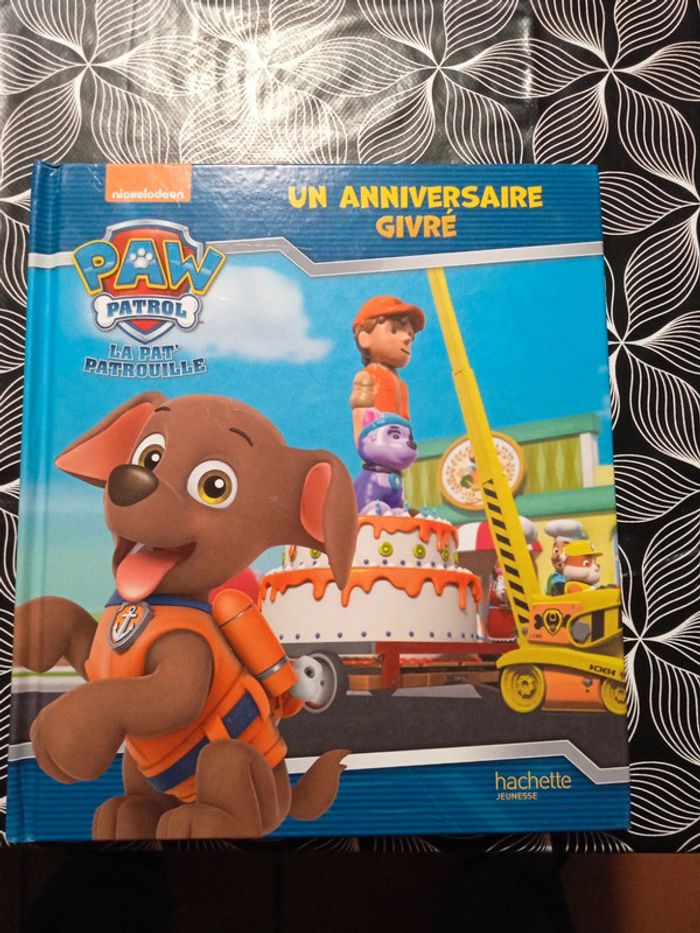 nickelodeon
UN ANNIVERSAIRE
GIVRÉ
PAW
PATROL
LA PAT'
PATROUILLE
hachette
JEUNESSE